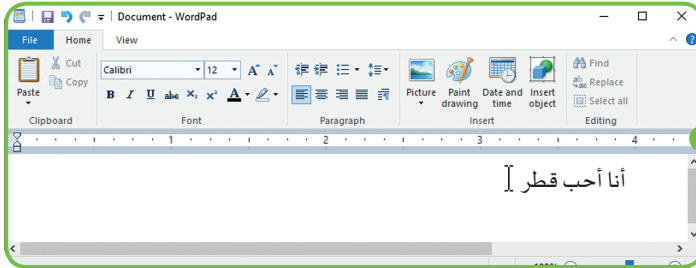 Document - WordPad
File Home View
Paste
Cut
Copy
Clipboard
Calibri 12 A A
B I U abc X₂ X² A
Font
Paragraph
Picture
Paint drawing
Date and time
Insert object
Insert
Find
Replace
Select all
Editing
1 2 3 4
أنا أحب قطر
100%